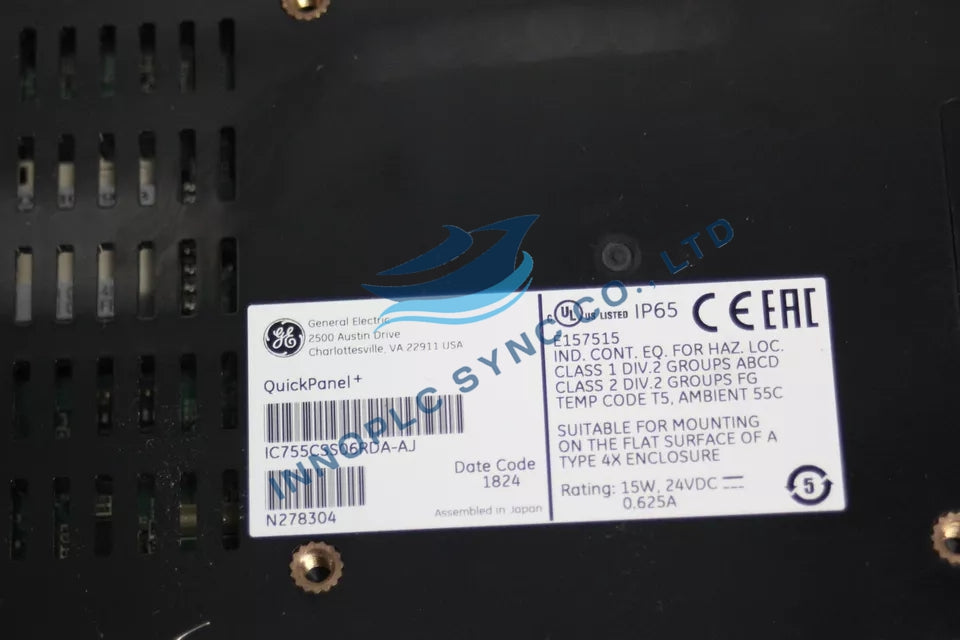 GE
General Electric
2500 Austin Drive
Charlottesville, VA 22911 USA
QuickPanel+
IC755CSS06RDA-AJ
Date Code
1824
N278304
Assembled in Japan
c UL us LISTED IP65 CE EAC
E157515
IND. CONT. EQ. FOR HAZ. LOC.
CLASS 1 DIV.2 GROUPS ABCD
CLASS 2 DIV.2 GROUPS FG
TEMP CODE T5, AMBIENT 55C
SUITABLE FOR MOUNTING
ON THE FLAT SURFACE OF A
TYPE 4X ENCLOSURE
Rating: 15W, 24VDC
0.625A
5
INNOPLC SYNC CO., LTD